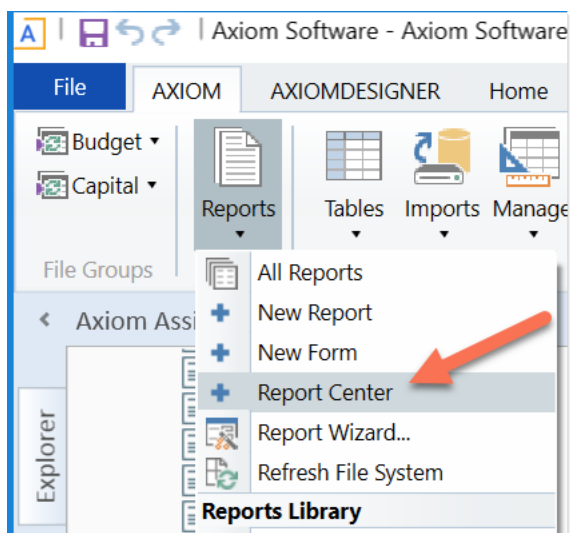 A Axiom Software - Axiom Software
File AXIOM AXIOMDESIGNER Home
Budget
Capital
Reports Tables Imports Manage
File Groups
All Reports
New Report
New Form
Report Center
Report Wizard...
Refresh File System
Reports Library
Axiom Assi
Explorer